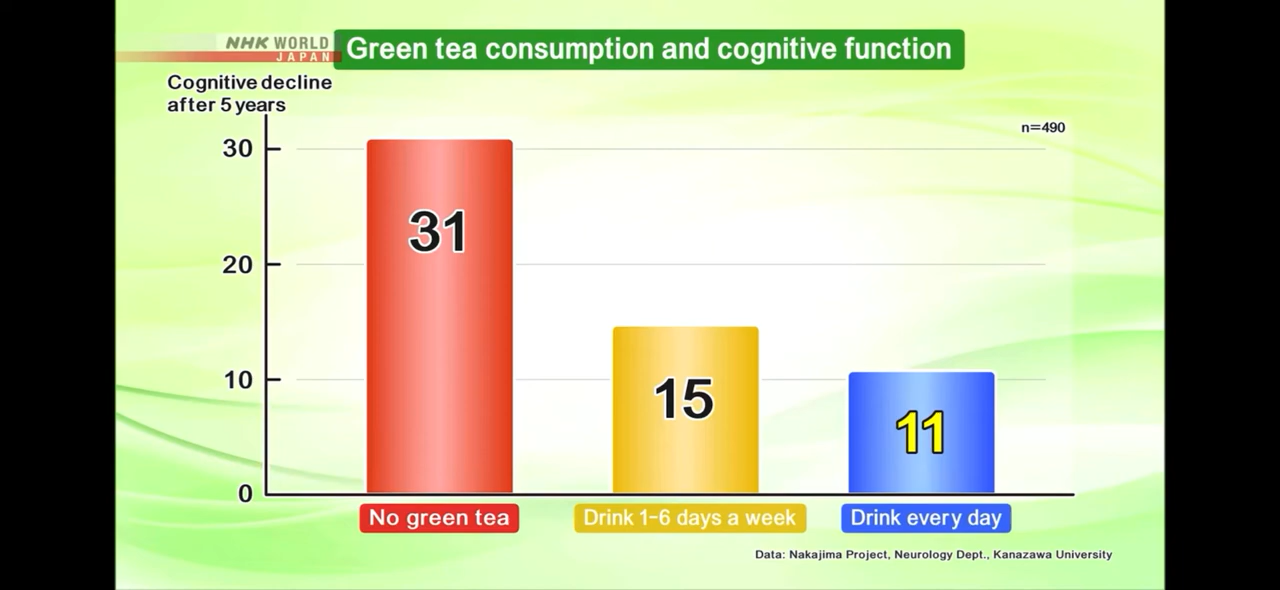 NHK WORLD
JAPAN
Green tea consumption and cognitive function
Cognitive decline
after 5 years
n=490
30
20
10
0
31
15
11
No green tea
Drink 1-6 days a week
Drink every day
Data: Nakajima Project, Neurology Dept., Kanazawa University